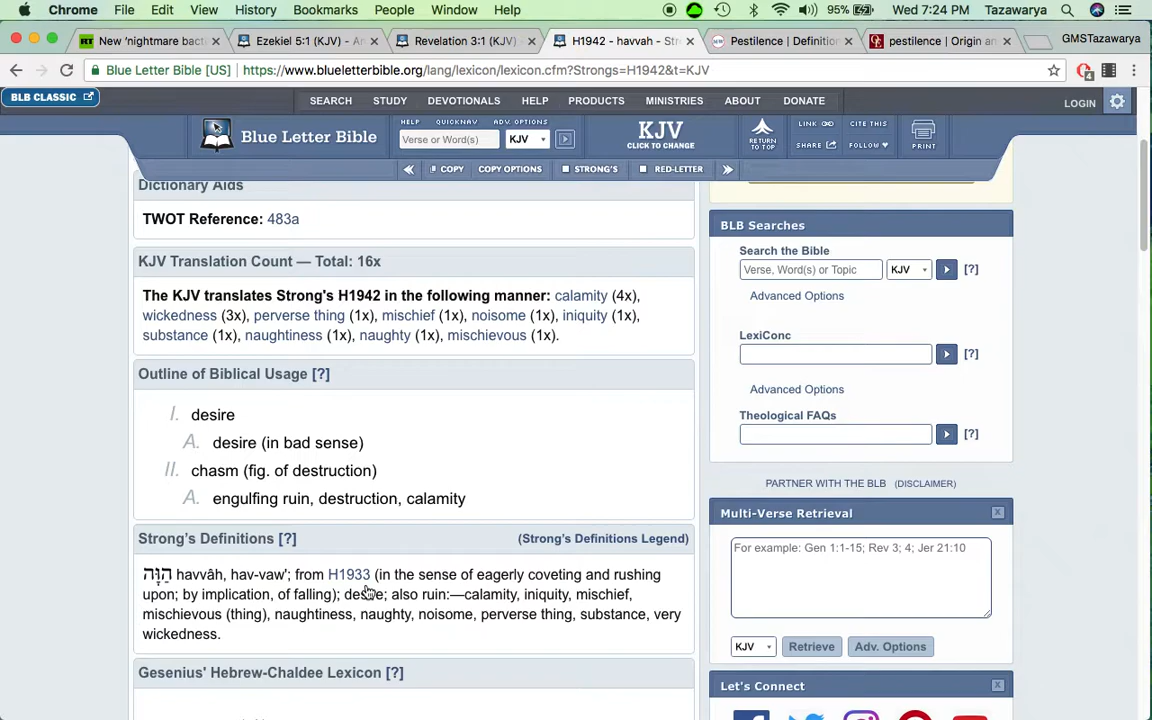 Chrome File Edit View History Bookmarks People Window Help 95% Wed 7:24 PM Tazawarya
New 'nightmare bact Ezekiel 5:1 (KJV) - An Revelation 3:1 (KJV) H1942 - havvah - Str Pestilence | Definition pestilence | Origin an GMSTazawarya
Blue Letter Bible [US] https://www.blueletterbible.org/lang/lexicon/lexicon.cfm?Strongs=H1942&t=KJV 4
BLB CLASSIC
SEARCH STUDY DEVOTIONALS HELP PRODUCTS MINISTRIES ABOUT DONATE LOGIN
HELP QUICKNAV ADV. OPTIONS
Blue Letter Bible Verse or Word(s) KJV KJV CLICK TO CHANGE RETURN TO TOP LINK CITE THIS SHARE FOLLOW PRINT
COPY COPY OPTIONS STRONG'S RED-LETTER
Dictionary Aids
TWOT Reference: 483a
KJV Translation Count — Total: 16x
The KJV translates Strong's H1942 in the following manner: calamity (4x),
wickedness (3x), perverse thing (1x), mischief (1x), noisome (1x), iniquity (1x),
substance (1x), naughtiness (1x), naughty (1x), mischievous (1x).
Outline of Biblical Usage [?]
I. desire
A. desire (in bad sense)
II. chasm (fig. of destruction)
A. engulfing ruin, destruction, calamity
Strong's Definitions [?] (Strong's Definitions Legend)
הַוָּה havvâh, hav-vaw'; from H1933 (in the sense of eagerly coveting and rushing
upon; by implication, of falling); desire; also ruin:—calamity, iniquity, mischief,
mischievous (thing), naughtiness, naughty, noisome, perverse thing, substance, very
wickedness.
Gesenius' Hebrew-Chaldee Lexicon [?]
BLB Searches
Search the Bible
Verse, Word(s) or Topic KJV [?]
Advanced Options
LexiConc
[?]
Advanced Options
Theological FAQs
[?]
PARTNER WITH THE BLB (DISCLAIMER)
Multi-Verse Retrieval x
For example: Gen 1:1-15; Rev 3; 4; Jer 21:10
KJV Retrieve Adv. Options
Let's Connect x